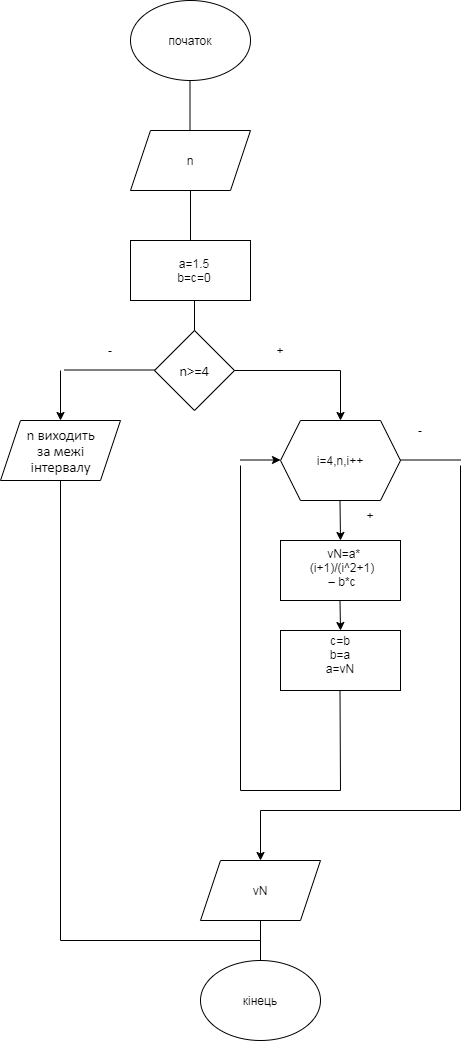 початок
n
a=1.5
b=c=0
n>=4
-
+
n виходить
за межі
інтервалу
i=4,n,i++
-
+
vN=a*
(i+1)/(i^2+1)
– b*c
c=b
b=a
a=vN
vN
кінець